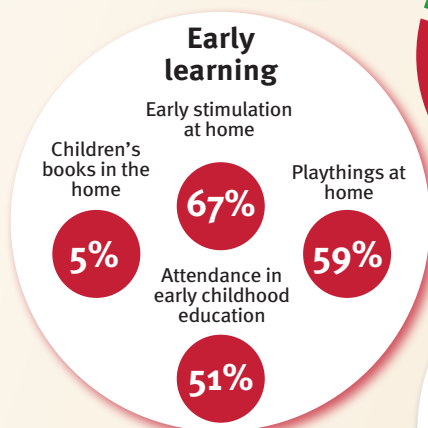 Early
learning
Early stimulation
at home
67%
Children’s
books in the
home
5%
Playthings at
home
59%
Attendance in
early childhood
education
51%